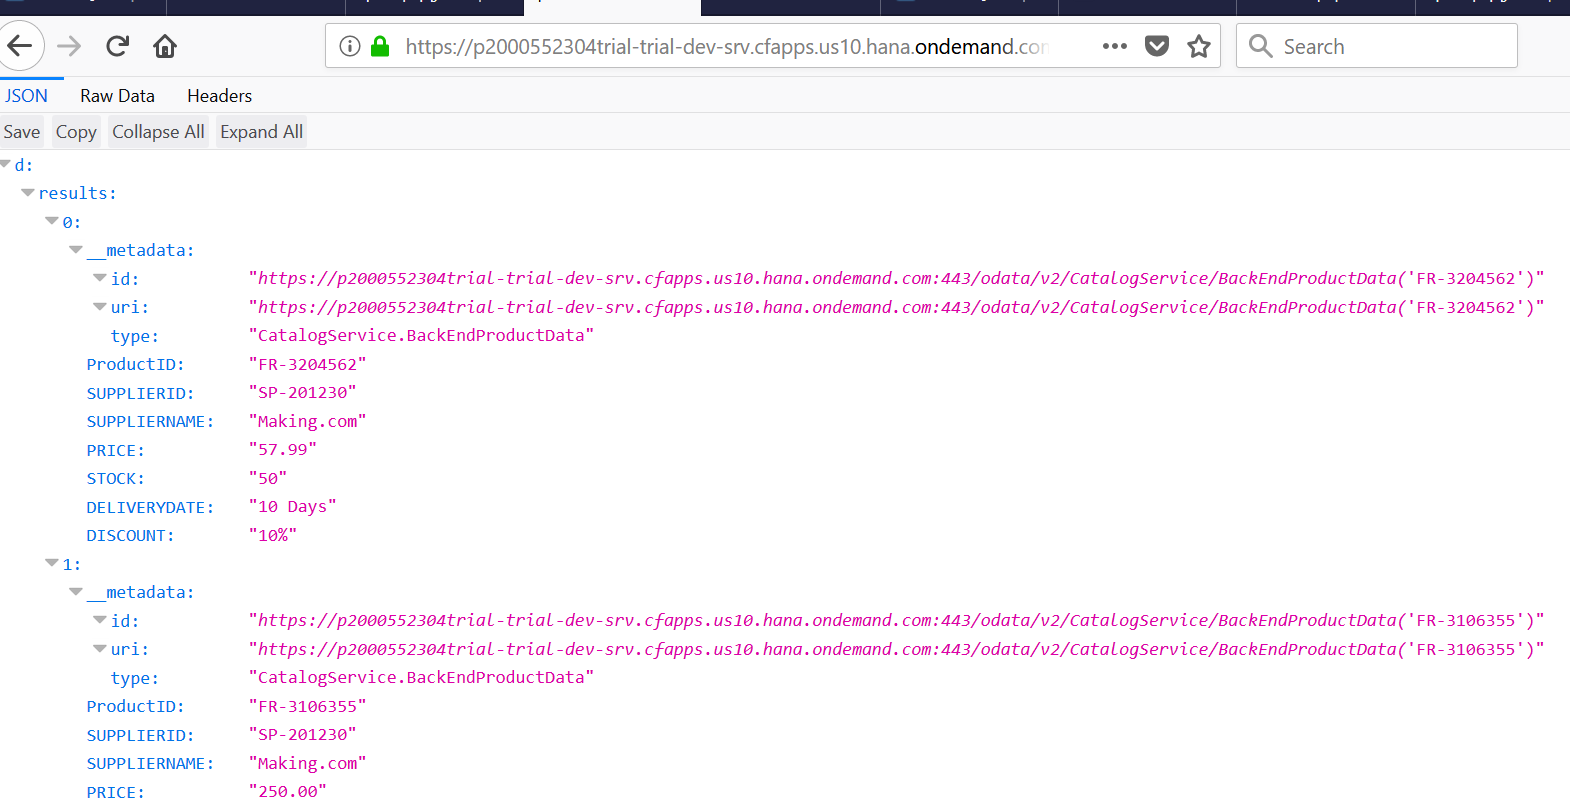 https://p2000552304trial-trial-dev-srv.cfapps.us10.hana.ondemand.com
Search
JSON Raw Data Headers
Save Copy Collapse All Expand All
d:
results:
0:
__metadata:
id: "https://p2000552304trial-trial-dev-srv.cfapps.us10.hana.ondemand.com:443/odata/v2/CatalogService/BackEndProductData('FR-3204562')"
uri: "https://p2000552304trial-trial-dev-srv.cfapps.us10.hana.ondemand.com:443/odata/v2/CatalogService/BackEndProductData('FR-3204562')"
type: "CatalogService.BackEndProductData"
ProductID: "FR-3204562"
SUPPLIERID: "SP-201230"
SUPPLIERNAME: "Making.com"
PRICE: "57.99"
STOCK: "50"
DELIVERYDATE: "10 Days"
DISCOUNT: "10%"
1:
__metadata:
id: "https://p2000552304trial-trial-dev-srv.cfapps.us10.hana.ondemand.com:443/odata/v2/CatalogService/BackEndProductData('FR-3106355')"
uri: "https://p2000552304trial-trial-dev-srv.cfapps.us10.hana.ondemand.com:443/odata/v2/CatalogService/BackEndProductData('FR-3106355')"
type: "CatalogService.BackEndProductData"
ProductID: "FR-3106355"
SUPPLIERID: "SP-201230"
SUPPLIERNAME: "Making.com"
PRICE: "250.00"